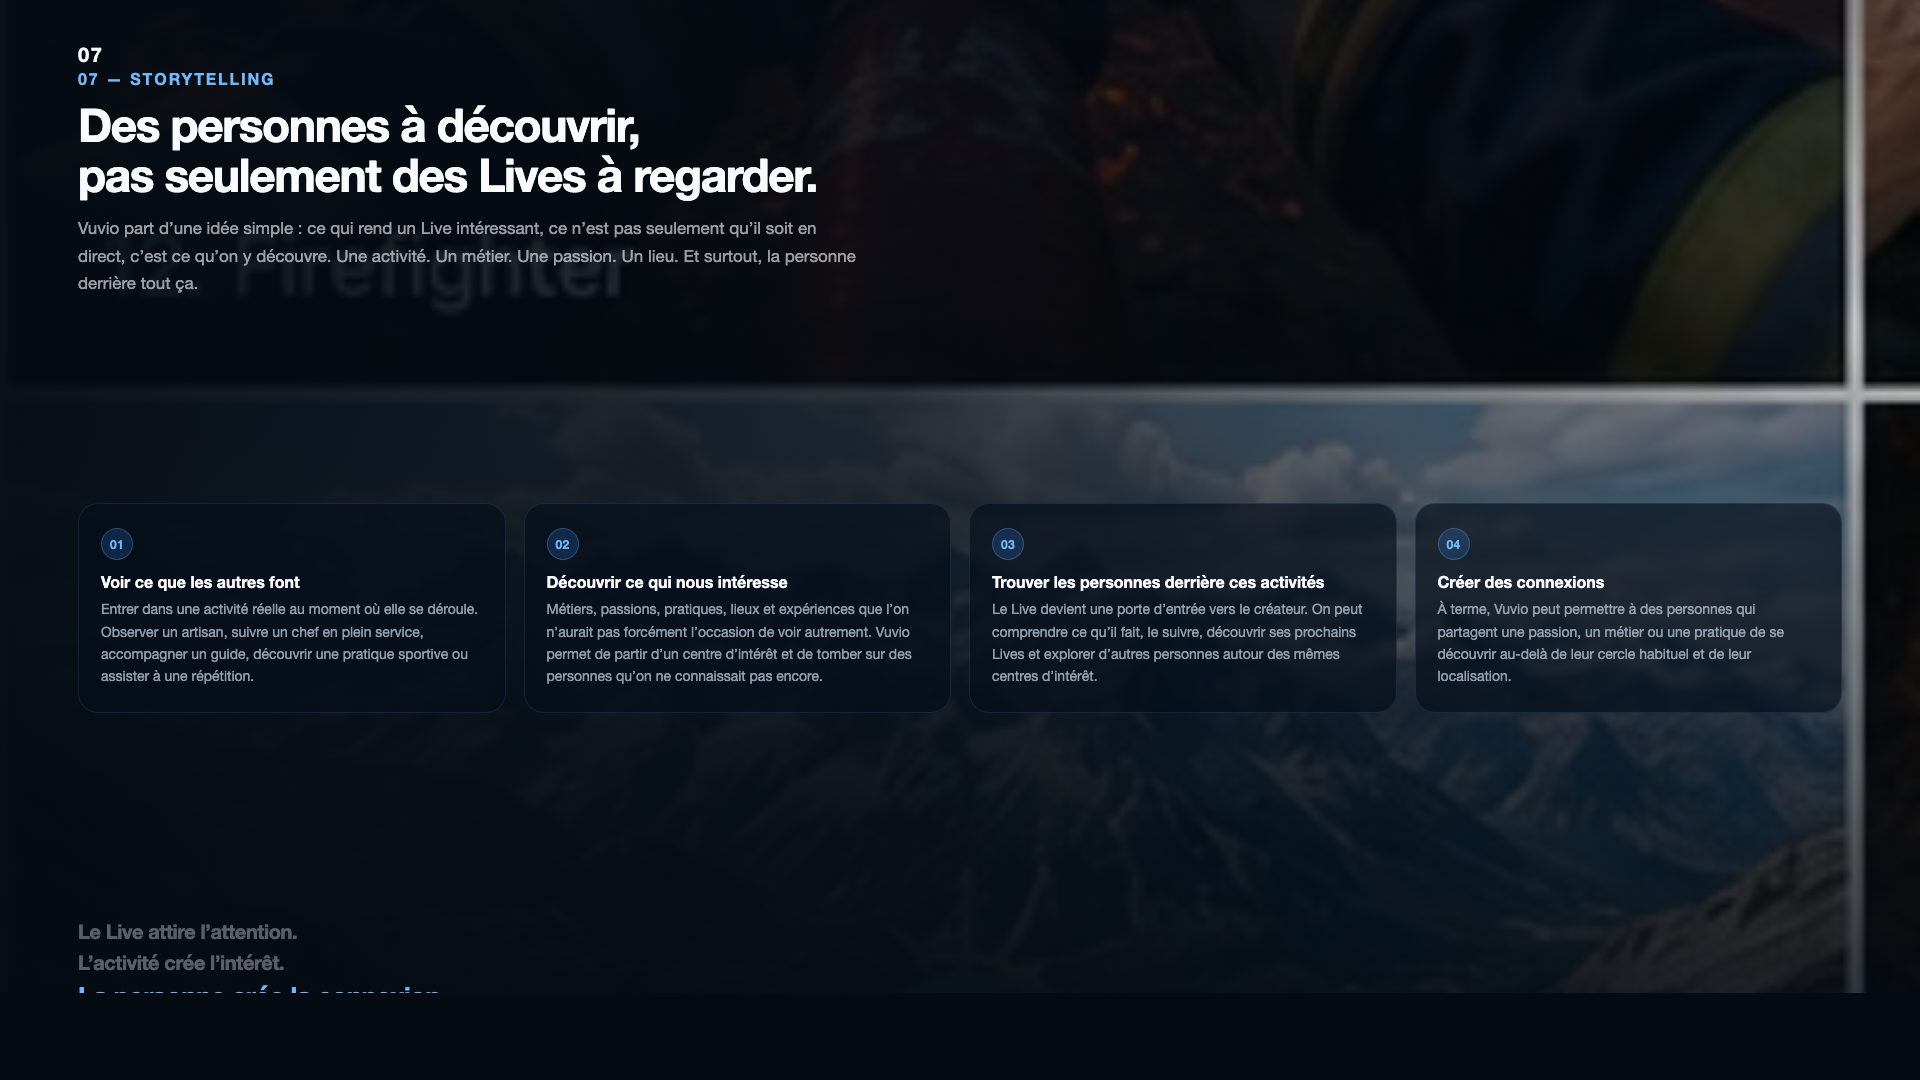 07
07 — STORYTELLING
Des personnes à découvrir,
pas seulement des Lives à regarder.
Vuvio part d’une idée simple : ce qui rend un Live intéressant, ce n’est pas seulement qu’il soit en
direct, c’est ce qu’on y découvre. Une activité. Un métier. Une passion. Un lieu. Et surtout, la personne
derrière tout ça.
Firefighter
01
Voir ce que les autres font
Entrer dans une activité réelle au moment où elle se déroule.
Observer un artisan, suivre un chef en plein service,
accompagner un guide, découvrir une pratique sportive ou
assister à une répétition.
02
Découvrir ce qui nous intéresse
Métiers, passions, pratiques, lieux et expériences que l’on
n’aurait pas forcément l’occasion de voir autrement. Vuvio
permet de partir d’un centre d’intérêt et de tomber sur des
personnes qu’on ne connaissait pas encore.
03
Trouver les personnes derrière ces activités
Le Live devient une porte d’entrée vers le créateur. On peut
comprendre ce qu’il fait, le suivre, découvrir ses prochains
Lives et explorer d’autres personnes autour des mêmes
centres d’intérêt.
04
Créer des connexions
À terme, Vuvio peut permettre à des personnes qui
partagent une passion, un métier ou une pratique de se
découvrir au-delà de leur cercle habituel et de leur
localisation.
Le Live attire l’attention.
L’activité crée l’intérêt.
La personne crée la connexion